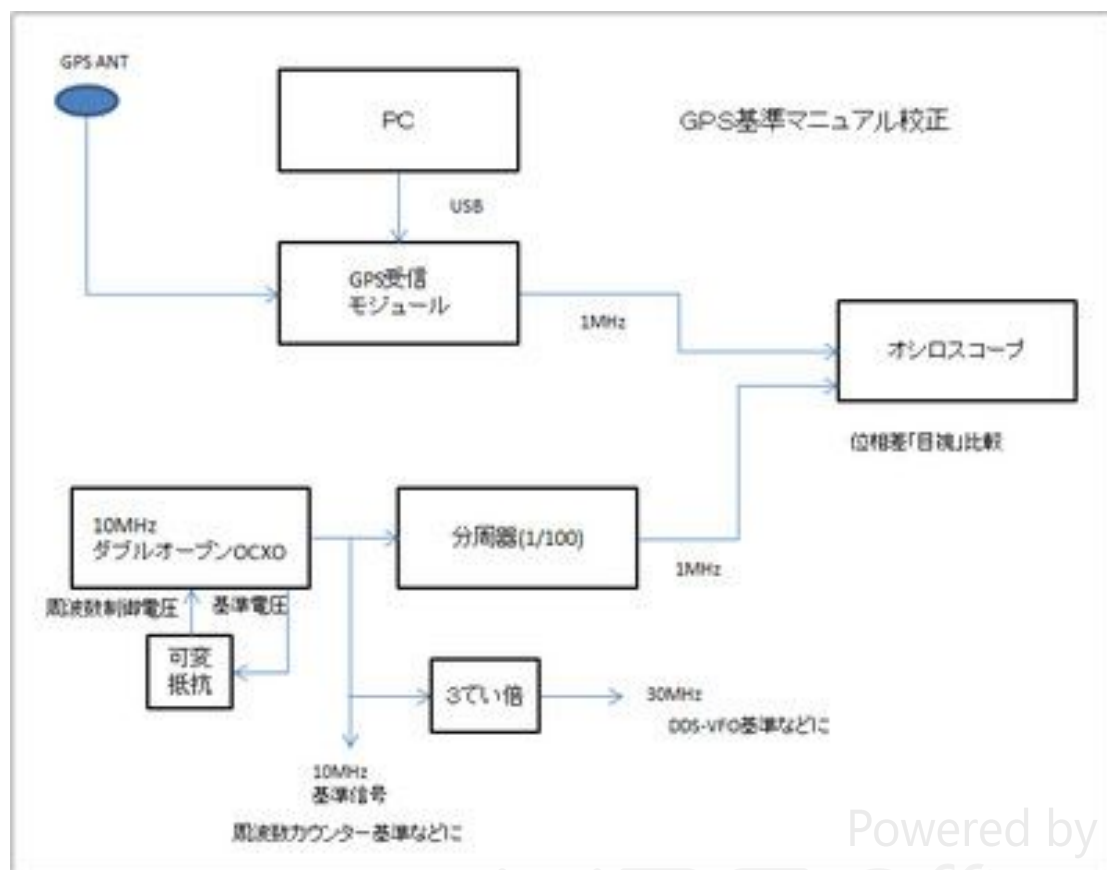 GPS ANT
PC
GPS基準マニュアル校正
USB
GPS受信
モジュール
1MHz
オシロスコープ
位相差「目視」比較
10MHz
ダブルオーブンOCXO
分周器(1/100)
1MHz
周波数制御電圧
基準電圧
可変
抵抗
3てい倍
30MHz
DDS-VFO基準などに
10MHz
基準信号
周波数カウンター基準などに
Powered by